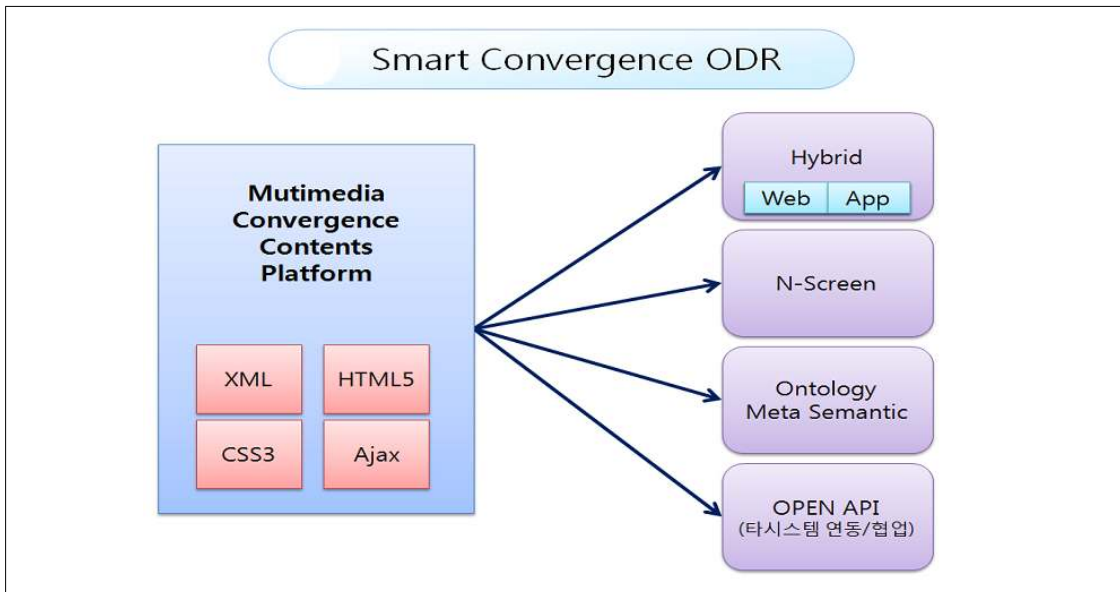 Smart Convergence ODR
Mutimedia
Convergence
Contents
Platform
XML
HTML5
CSS3
Ajax
Hybrid
Web
App
N-Screen
Ontology
Meta Semantic
OPEN API
(타시스템 연동/협업)